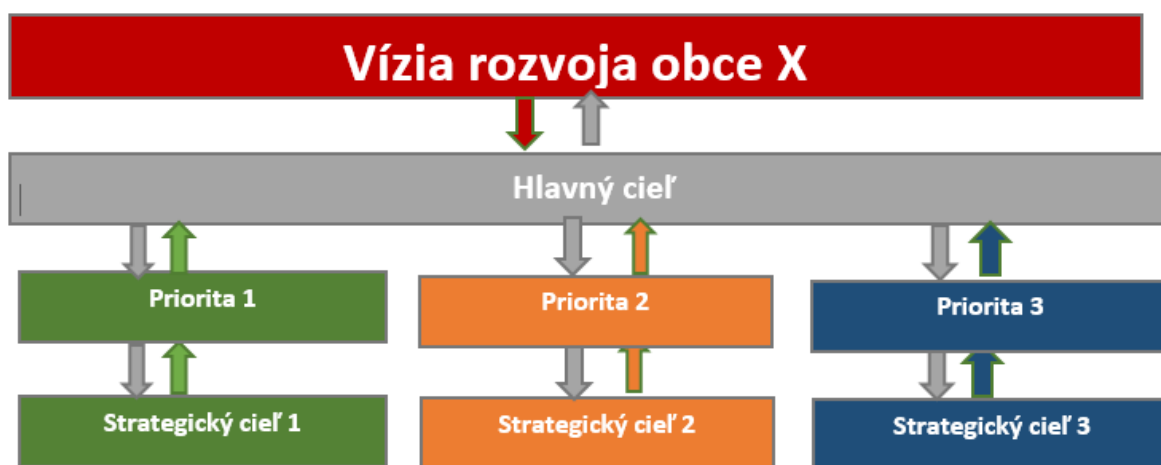 Vízia rozvoja obce X
Hlavný cieľ
Priorita 1
Priorita 2
Priorita 3
Strategický cieľ 1
Strategický cieľ 2
Strategický cieľ 3